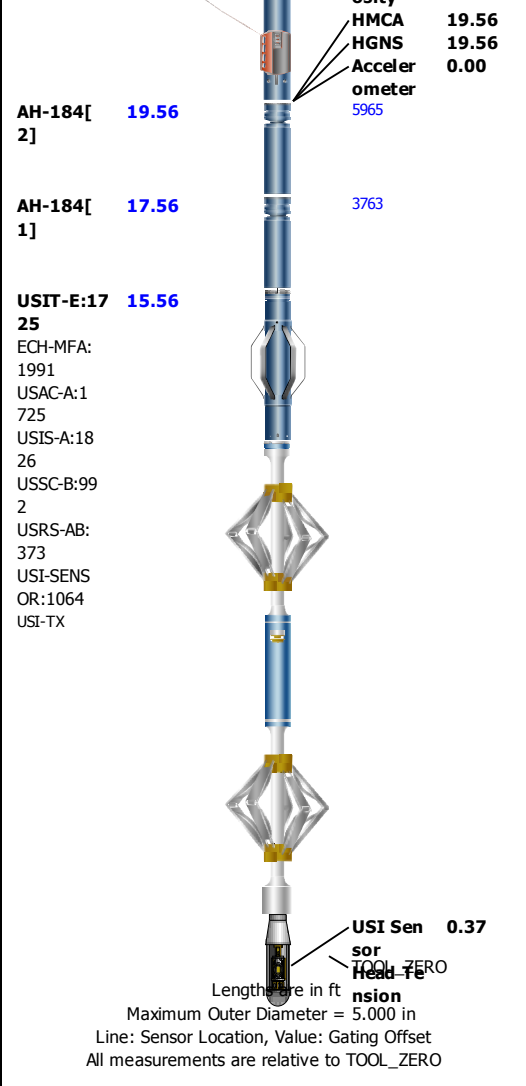 osity
HMCA 19.56
HGNS 19.56
Acceler 0.00
ometer
AH-184[ 19.56
2]
5965
AH-184[ 17.56
1]
3763
USIT-E:17 15.56
25
ECH-MFA:
1991
USAC-A:1
725
USIS-A:18
26
USSC-B:99
2
USRS-AB:
373
USI-SENS
OR:1064
USI-TX
USI Sen 0.37
sor
TOOL_ZERO
Head Te
nsion
Lengths are in ft
Maximum Outer Diameter = 5.000 in
Line: Sensor Location, Value: Gating Offset
All measurements are relative to TOOL_ZERO